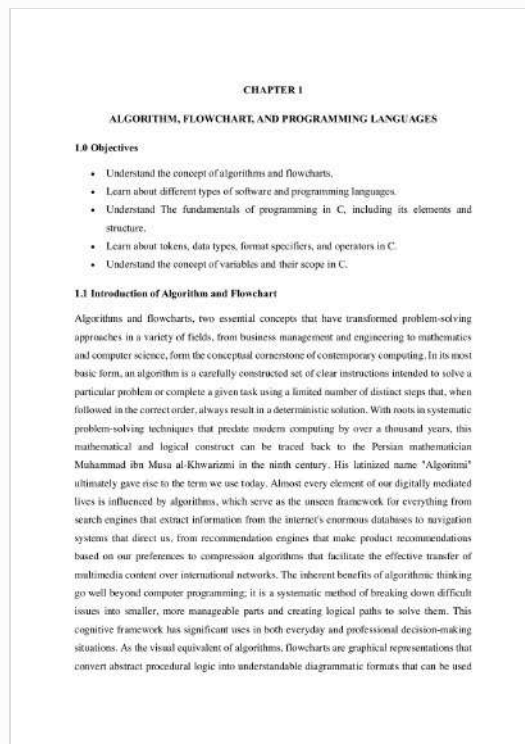 CHAPTER 1
ALGORITHM, FLOWCHART, AND PROGRAMMING LANGUAGES
1.0 Objectives
• Understand the concept of algorithms and flowcharts.
• Learn about different types of software and programming languages.
• Understand The fundamentals of programming in C, including its elements and
structure.
• Learn about tokens, data types, format specifiers, and operators in C.
• Understand the concept of variables and their scope in C.
1.1 Introduction of Algorithm and Flowchart
Algorithms and flowcharts, two essential concepts that have transformed problem-solving
approaches in a variety of fields, from business management and engineering to mathematics
and computer science, form the conceptual cornerstone of contemporary computing. In its most
basic form, an algorithm is a carefully constructed set of clear instructions intended to solve a
particular problem or complete a given task using a limited number of distinct steps that, when
followed in the correct order, always result in a deterministic solution. With roots in systematic
problem-solving techniques that predate modern computing by over a thousand years, this
mathematical and logical construct can be traced back to the Persian mathematician
Muhammad ibn Musa al-Khwarizmi in the ninth century. His latinized name "Algoritmi"
ultimately gave rise to the term we use today. Almost every element of our digitally mediated
lives is influenced by algorithms, which serve as the unseen framework for everything from
search engines that extract information from the internet's enormous databases to navigation
systems that direct us, from recommendation engines that make product recommendations
based on our preferences to compression algorithms that facilitate the effective transfer of
multimedia content over international networks. The inherent benefits of algorithmic thinking
go well beyond computer programming; it is a systematic method of breaking down difficult
issues into smaller, more manageable parts and creating logical paths to solve them. This
cognitive framework has significant uses in both everyday and professional decision-making
situations. As the visual equivalent of algorithms, flowcharts are graphical representations that
convert abstract procedural logic into understandable diagrammatic formats that can be used